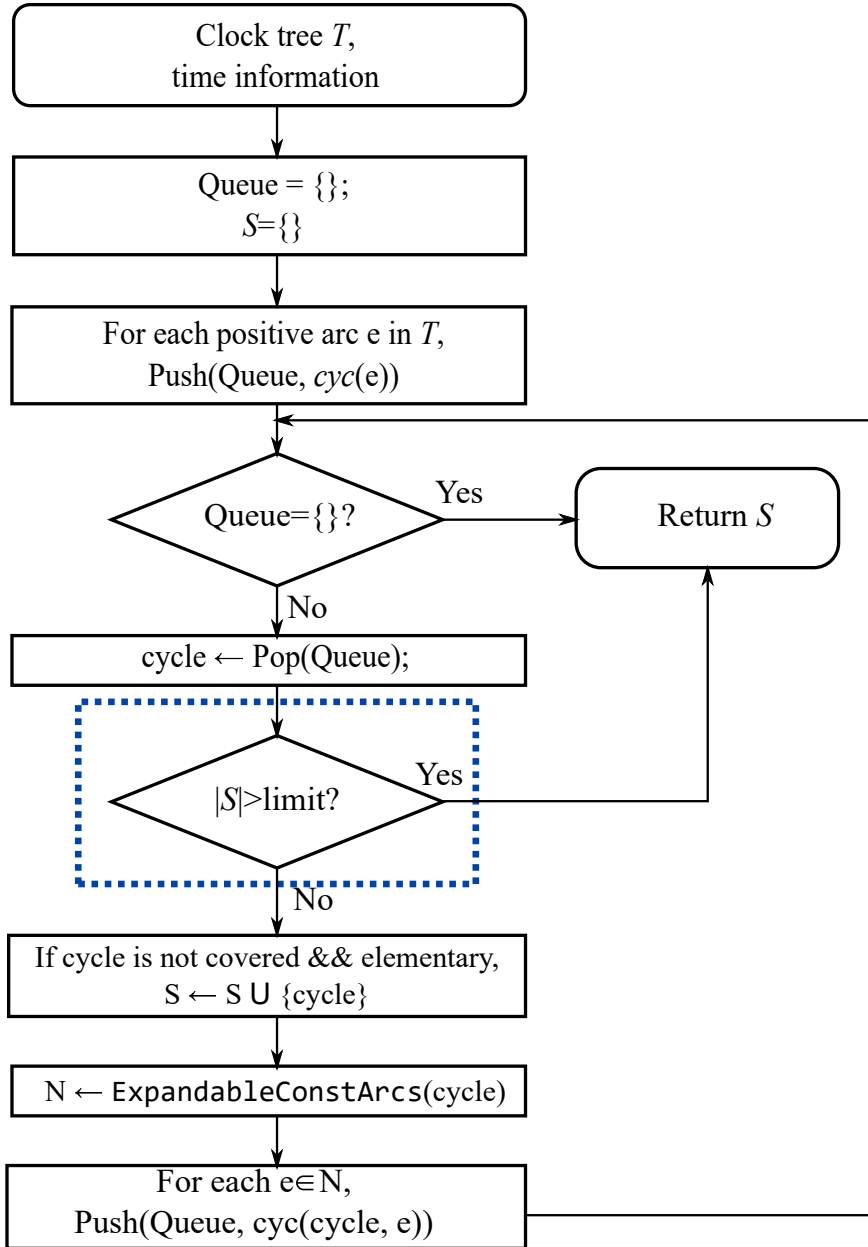 Clock tree T,
time information
Queue = {};
S={}
For each positive arc e in T,
Push(Queue, cyc(e))
Queue={}?
Yes
Return S
No
cycle ← Pop(Queue);
|S|>limit?
Yes
No
If cycle is not covered && elementary,
S ← S U {cycle}
N ← ExpandableConstArcs(cycle)
For each e∈N,
Push(Queue, cyc(cycle, e))